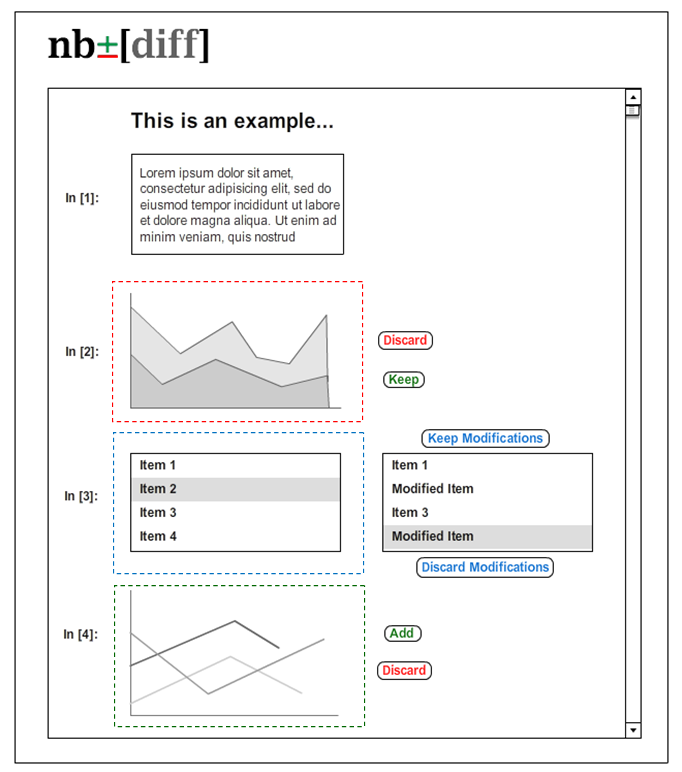 nb±[diff]
This is an example...
In [1]:
Lorem ipsum dolor sit amet,
consectetur adipisicing elit, sed do
eiusmod tempor incididunt ut labore
et dolore magna aliqua. Ut enim ad
minim veniam, quis nostrud
In [2]:
Discard
Keep
In [3]:
Item 1
Item 2
Item 3
Item 4
Keep Modifications
Item 1
Modified Item
Item 3
Modified Item
Discard Modifications
In [4]:
Add
Discard